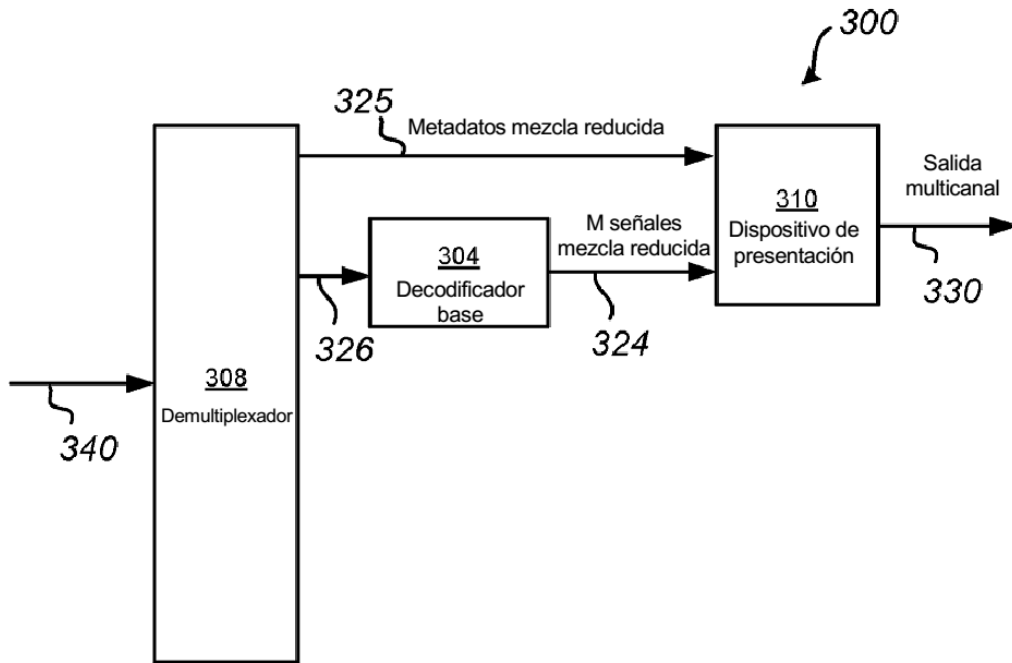 300
325
Metadatos mezcla reducida
310
Dispositivo de
presentación
Salida
multicanal
330
304
Decodificador
base
M señales
mezcla reducida
326
324
308
Demultiplexador
340